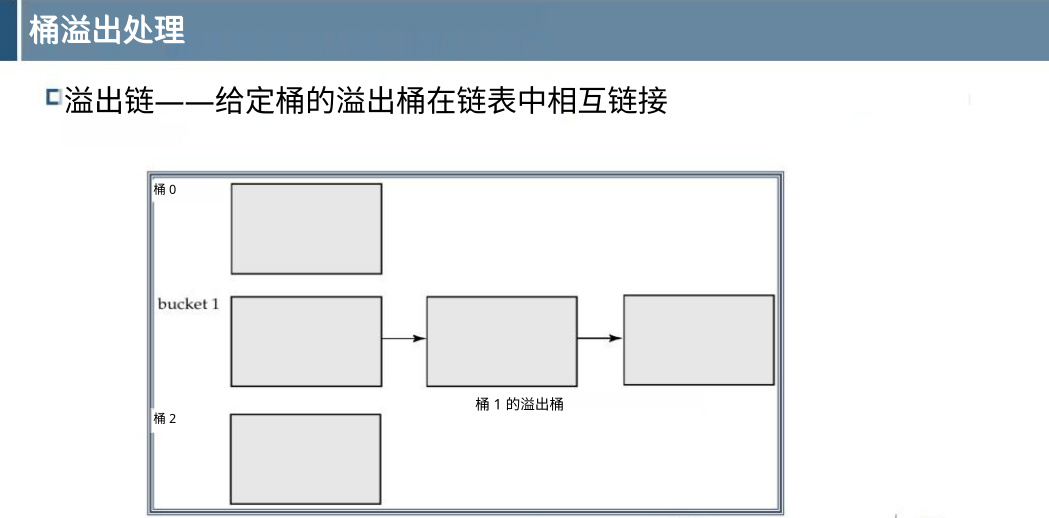 桶溢出处理
溢出链——给定桶的溢出桶在链表中相互链接
桶 0
bucket 1
桶 1 的溢出桶
桶 2